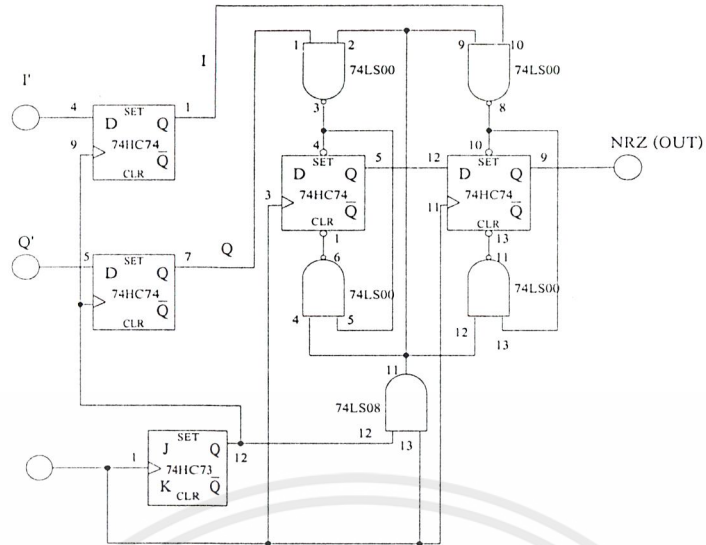 I'
4
SET
D
Q
1
9
74HC74
Q
CLR
I
1
2
74LS00
3
9
10
74LS00
8
4
SET
D
Q
5
3
74HC74
Q
CLR
1
10
SET
12
D
Q
9
11
74HC74
Q
CLR
13
NRZ (OUT)
Q'
5
SET
D
Q
7
Q
74HC74
Q
CLR
6
74LS00
4
5
11
74LS00
12
13
11
74LS08
12
13
SET
J
Q
1
74HC73
12
K
Q
CLR